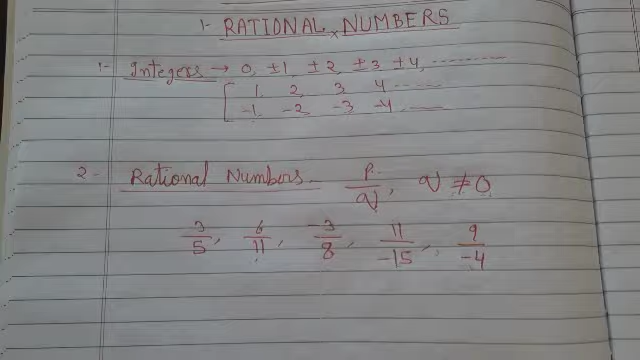 1- RATIONAL NUMBERS
1- Integers → 0, ±1, ±2, ±3, ±4, ..........
1, 2, 3, 4 ......
-1, -2, -3, -4, ......
2- Rational Numbers - p/q, q ≠ 0
3/5, 6/11, -3/8, 11/-15, 9/-4